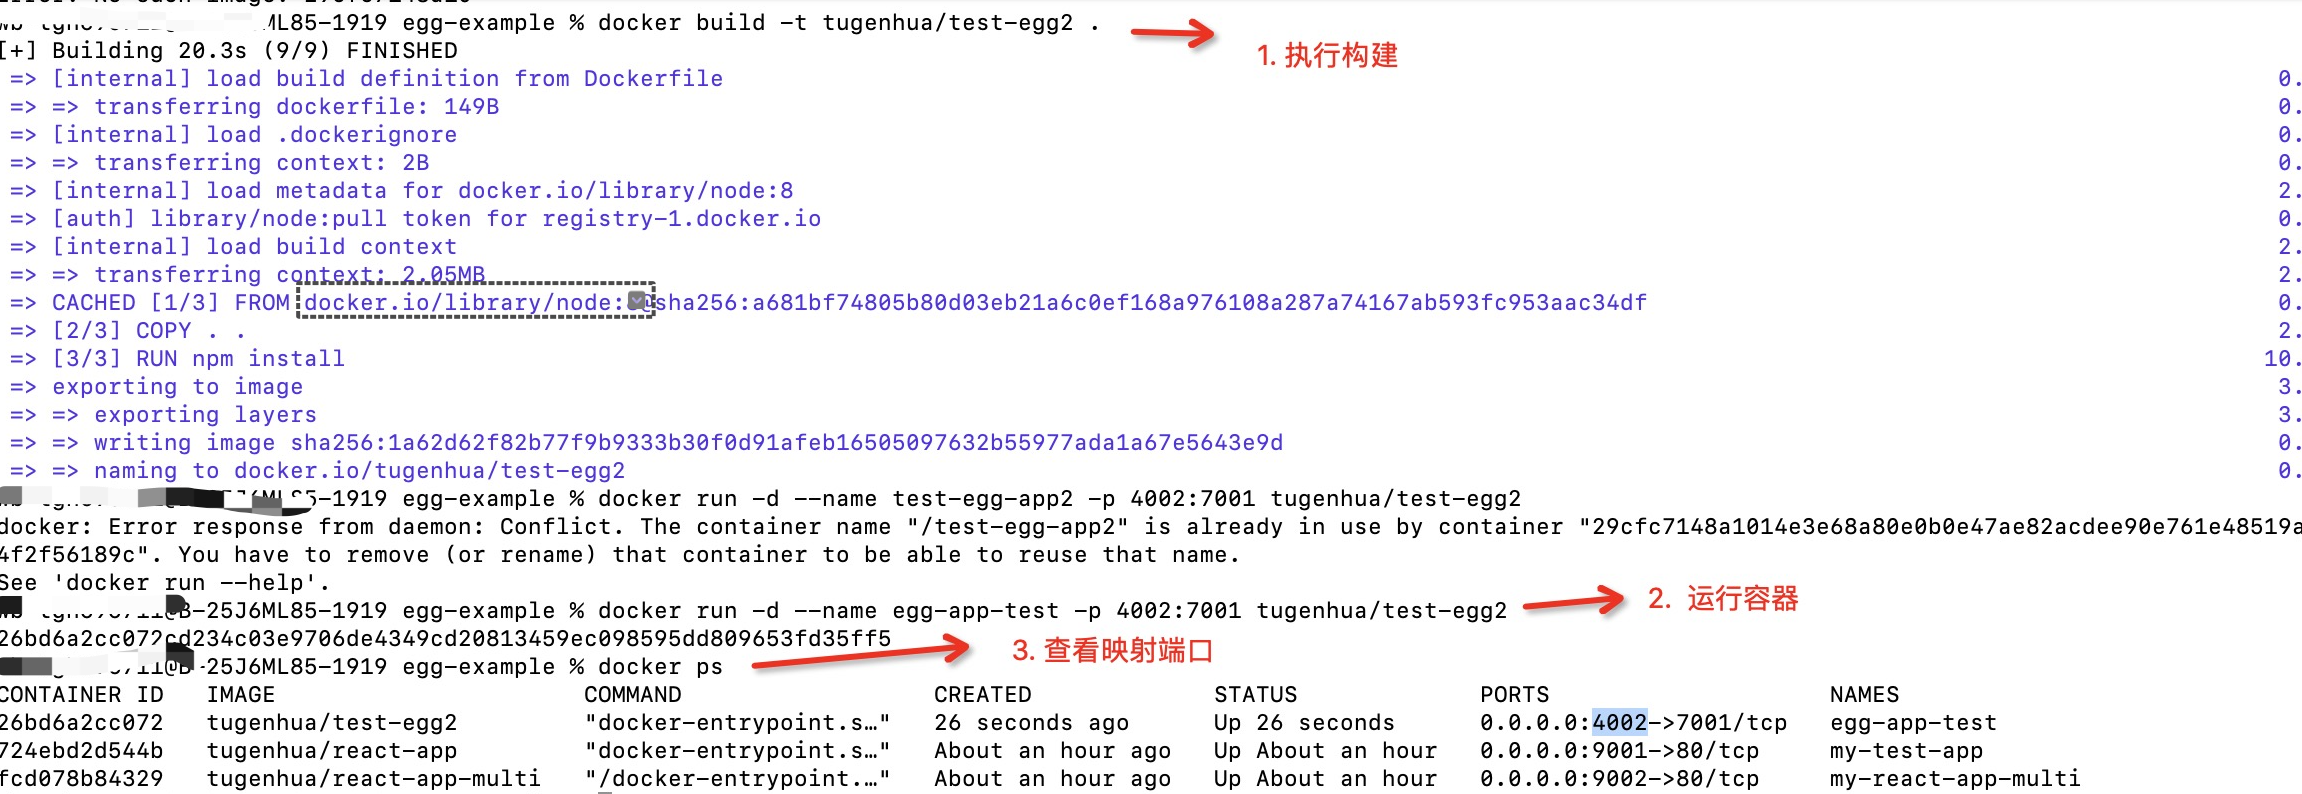 ML85-1919 egg-example % docker build -t tugenhua/test-egg2 .
1. 执行构建
[+] Building 20.3s (9/9) FINISHED
=> [internal] load build definition from Dockerfile 0.
=> => transferring dockerfile: 149B 0.
=> [internal] load .dockerignore 0.
=> => transferring context: 2B 0.
=> [internal] load metadata for docker.io/library/node:8 2.
=> [auth] library/node:pull token for registry-1.docker.io 0.
=> [internal] load build context 2.
=> => transferring context: 2.05MB 2.
=> CACHED [1/3] FROM docker.io/library/node: sha256:a681bf74805b80d03eb21a6c0ef168a976108a287a74167ab593fc953aac34df 0.
=> [2/3] COPY . . 2.
=> [3/3] RUN npm install 10.
=> exporting to image 3.
=> => exporting layers 3.
=> => writing image sha256:1a62d62f82b77f9b9333b30f0d91afeb16505097632b55977ada1a67e5643e9d 0.
=> => naming to docker.io/tugenhua/test-egg2 0.
-1919 egg-example % docker run -d --name test-egg-app2 -p 4002:7001 tugenhua/test-egg2
docker: Error response from daemon: Conflict. The container name "/test-egg-app2" is already in use by container "29cfc7148a1014e3e68a80e0b0e47ae82acdee90e761e48519a
4f2f56189c". You have to remove (or rename) that container to be able to reuse that name.
See 'docker run --help'.
-25J6ML85-1919 egg-example % docker run -d --name egg-app-test -p 4002:7001 tugenhua/test-egg2
2. 运行容器
26bd6a2cc072cd234c03e9706de4349cd20813459ec098595dd809653fd35ff5
3. 查看映射端口
-25J6ML85-1919 egg-example % docker ps
CONTAINER ID IMAGE COMMAND CREATED STATUS PORTS NAMES
26bd6a2cc072 tugenhua/test-egg2 "docker-entrypoint.s…" 26 seconds ago Up 26 seconds 0.0.0.0:4002->7001/tcp egg-app-test
724ebd2d544b tugenhua/react-app "docker-entrypoint.s…" About an hour ago Up About an hour 0.0.0.0:9001->80/tcp my-test-app
fcd078b84329 tugenhua/react-app-multi "/docker-entrypoint.…" About an hour ago Up About an hour 0.0.0.0:9002->80/tcp my-react-app-multi